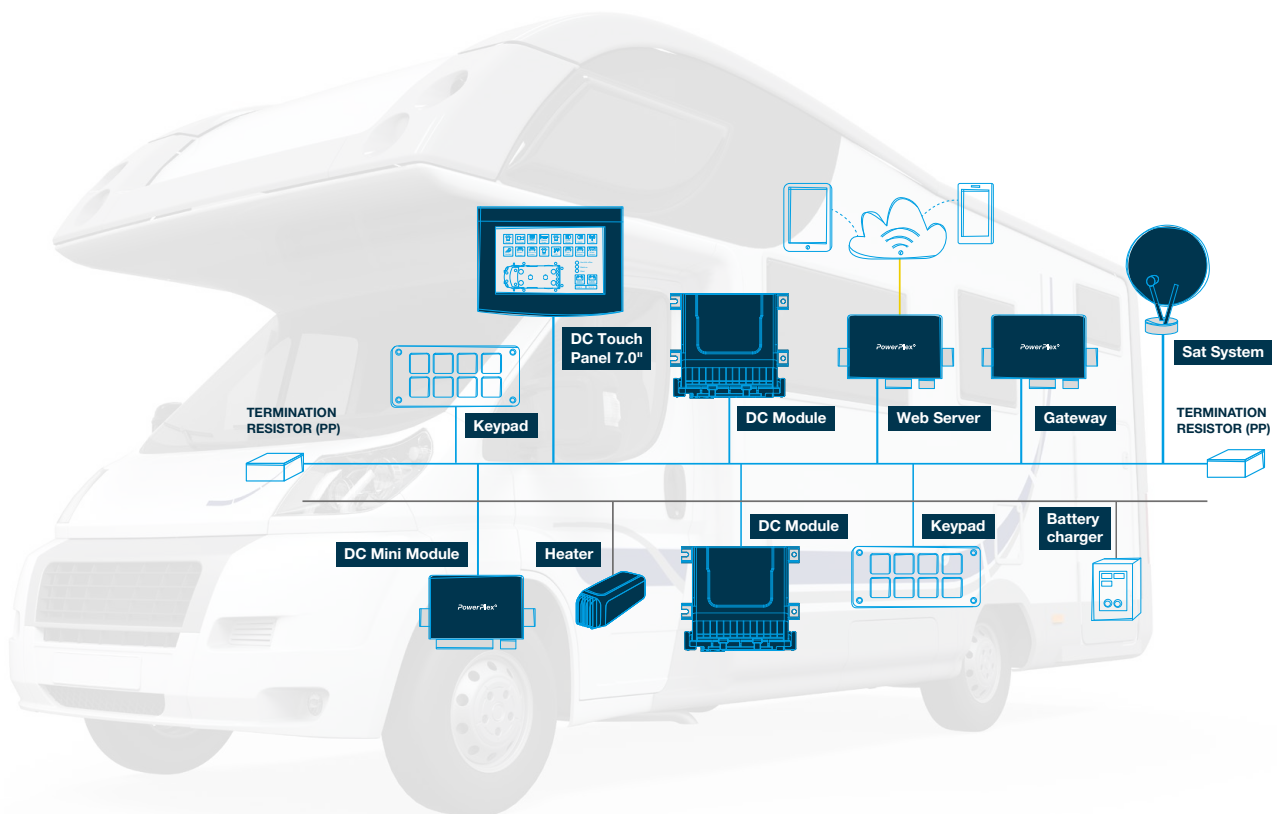 DC Touch
Panel 7.0"
Sat System
TERMINATION
RESISTOR (PP)
Keypad
DC Module
PowerPlex®
Web Server
PowerPlex®
Gateway
TERMINATION
RESISTOR (PP)
DC Mini Module
PowerPlex®
Heater
DC Module
Keypad
Battery
charger